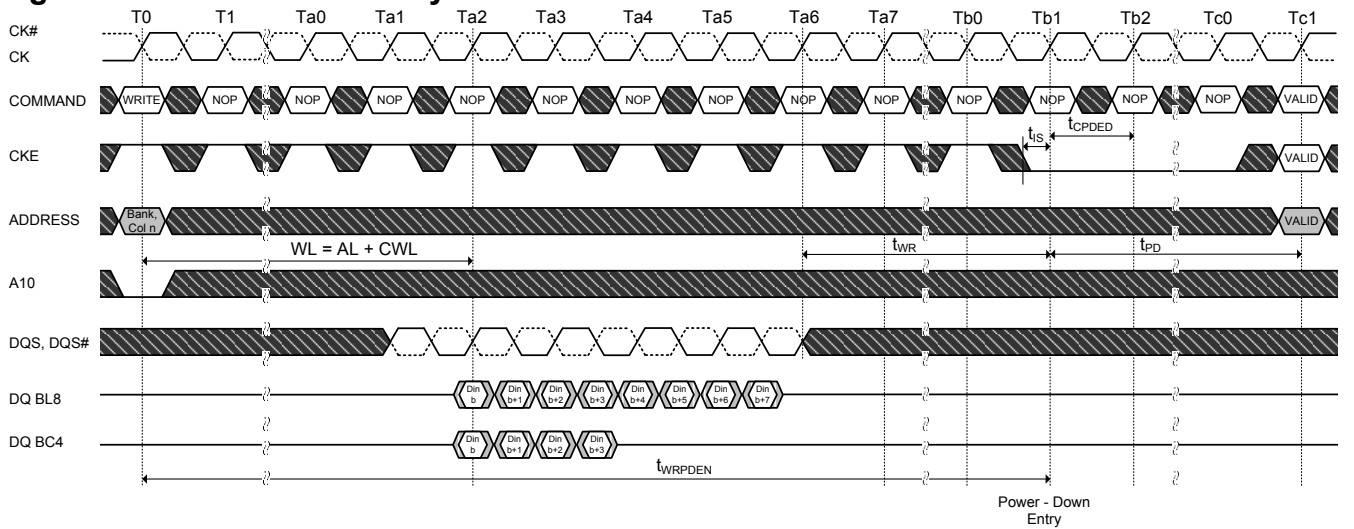 T0 T1 Ta0 Ta1 Ta2 Ta3 Ta4 Ta5 Ta6 Ta7 Tb0 Tb1 Tb2 Tc0 Tc1
CK#
CK
COMMAND WRITE NOP NOP NOP NOP NOP NOP NOP NOP NOP NOP NOP NOP NOP VALID
tIS tCPDED
CKE VALID
ADDRESS Bank, Col n VALID
WL = AL + CWL tWR tPD
A10
DQS, DQS#
DQ BL8 Din b Din b+1 Din b+2 Din b+3 Din b+4 Din b+5 Din b+6 Din b+7
DQ BC4 Din b Din b+1 Din b+2 Din b+3
tWRPDEN
Power - Down
Entry